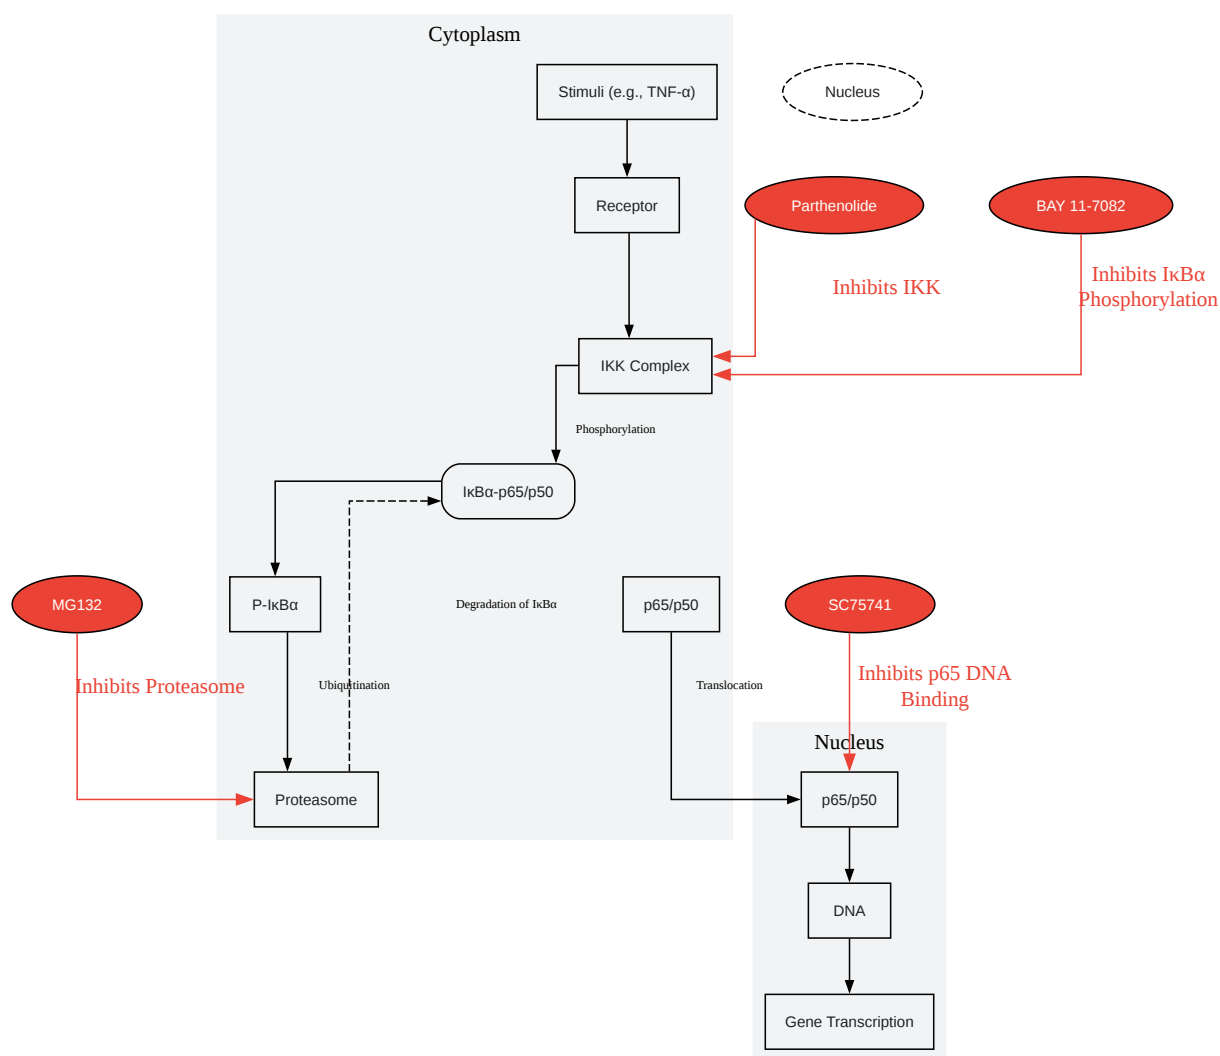 Cytoplasm
Stimuli (e.g., TNF-α)
Nucleus
Receptor
Parthenolide
BAY 11-7082
Inhibits IKK
Inhibits IκBα
Phosphorylation
IKK Complex
Phosphorylation
IκBα-p65/p50
MG132
P-IκBα
Degradation of IκBα
p65/p50
SC75741
Inhibits Proteasome
Ubiquitination
Translocation
Inhibits p65 DNA
Binding
Nucleus
Proteasome
p65/p50
DNA
Gene Transcription